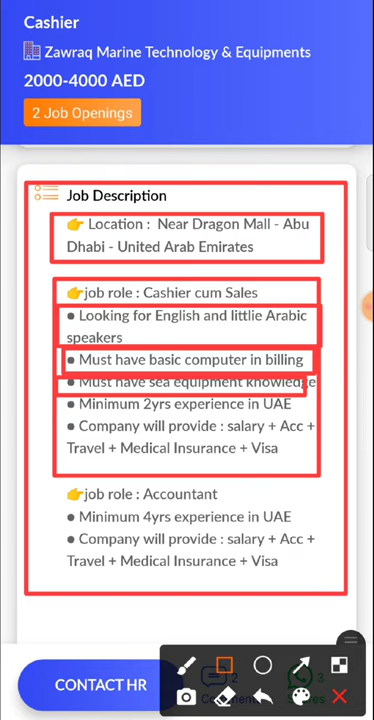 Cashier
Zawraq Marine Technology & Equipments
2000-4000 AED
2 Job Openings
Job Description
👉 Location : Near Dragon Mall - Abu
Dhabi - United Arab Emirates
👉job role : Cashier cum Sales
● Looking for English and littlie Arabic
speakers
● Must have basic computer in billing
● Must have sea equipment knowledge
● Minimum 2yrs experience in UAE
● Company will provide : salary + Acc +
Travel + Medical Insurance + Visa
👉job role : Accountant
● Minimum 4yrs experience in UAE
● Company will provide : salary + Acc +
Travel + Medical Insurance + Visa
CONTACT HR
2
3